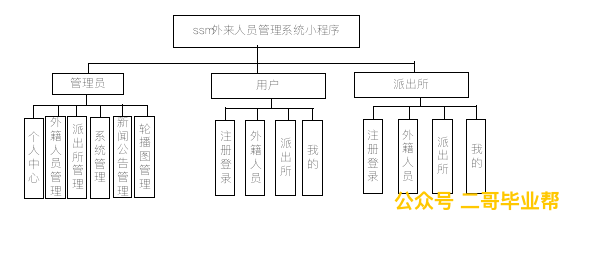 ssm外来人员管理系统小程序
管理员
用户
派出所
个人中心
外籍人员管理
派出所管理
系统管理
新闻公告管理
轮播图管理
注册登录
外籍人员
派出所
我的
注册登录
外籍人员
派出所
我的
公众号 二哥毕业帮